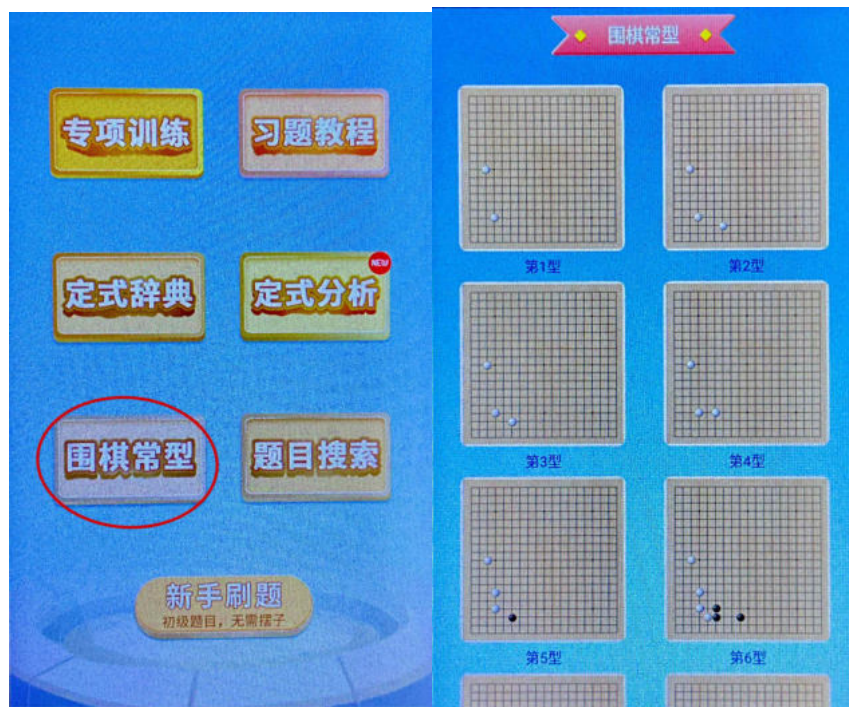 专项训练
习题教程
定式辞典
定式分析
NEW
围棋常型
题目搜索
新手刷题
初级题目，无需摆子
围棋常型
第1型
第2型
第3型
第4型
第5型
第6型